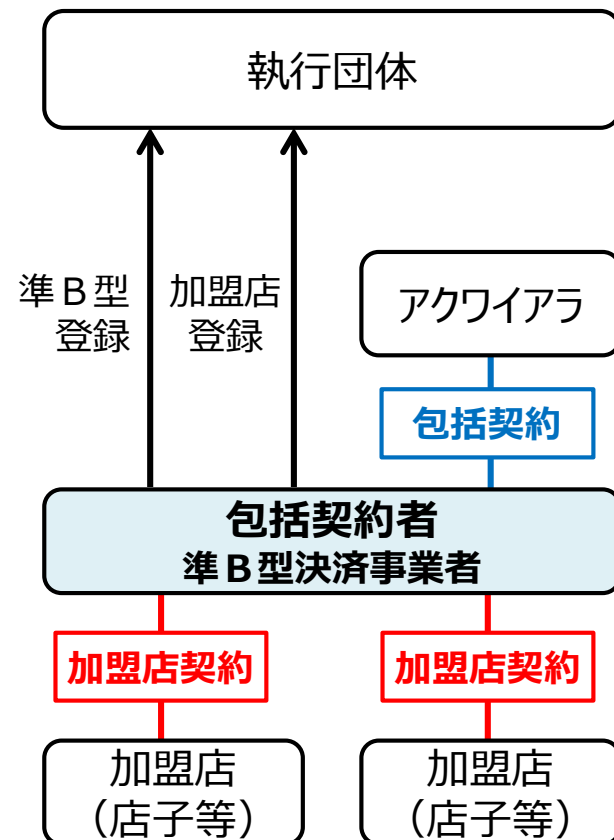 執行団体
準Ｂ型
登録
加盟店
登録
アクワイアラ
包括契約
包括契約者
準Ｂ型決済事業者
加盟店契約
加盟店契約
加盟店
（店子等）
加盟店
（店子等）